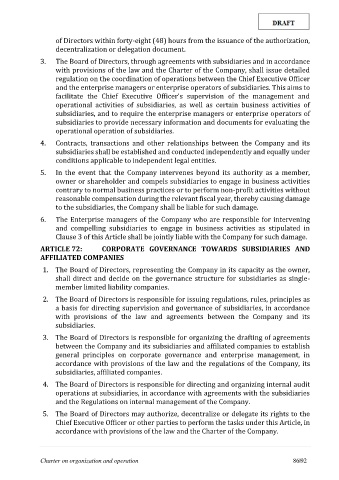 DRAFT
of Directors within forty-eight (48) hours from the issuance of the authorization,
decentralization or delegation document.
3. The Board of Directors, through agreements with subsidiaries and in accordance
with provisions of the law and the Charter of the Company, shall issue detailed
regulation on the coordination of operations between the Chief Executive Officer
and the enterprise managers or enterprise operators of subsidiaries. This aims to
facilitate the Chief Executive Officer's supervision of the management and
operational activities of subsidiaries, as well as certain business activities of
subsidiaries, and to require the enterprise managers or enterprise operators of
subsidiaries to provide necessary information and documents for evaluating the
operational operation of subsidiaries.
4. Contracts, transactions and other relationships between the Company and its
subsidiaries shall be established and conducted independently and equally under
conditions applicable to independent legal entities.
5. In the event that the Company intervenes beyond its authority as a member,
owner or shareholder and compels subsidiaries to engage in business activities
contrary to normal business practices or to perform non-profit activities without
reasonable compensation during the relevant fiscal year, thereby causing damage
to the subsidiaries, the Company shall be liable for such damage.
6. The Enterprise managers of the Company who are responsible for intervening
and compelling subsidiaries to engage in business activities as stipulated in
Clause 3 of this Article shall be jointly liable with the Company for such damage.
ARTICLE 72: CORPORATE GOVERNANCE TOWARDS SUBSIDIARIES AND
AFFILIATED COMPANIES
1. The Board of Directors, representing the Company in its capacity as the owner,
shall direct and decide on the governance structure for subsidiaries as single-
member limited liability companies.
2. The Board of Directors is responsible for issuing regulations, rules, principles as
a basis for directing supervision and governance of subsidiaries, in accordance
with provisions of the law and agreements between the Company and its
subsidiaries.
3. The Board of Directors is responsible for organizing the drafting of agreements
between the Company and its subsidiaries and affiliated companies to establish
general principles on corporate governance and enterprise management, in
accordance with provisions of the law and the regulations of the Company, its
subsidiaries, affiliated companies.
4. The Board of Directors is responsible for directing and organizing internal audit
operations at subsidiaries, in accordance with agreements with the subsidiaries
and the Regulations on internal management of the Company.
5. The Board of Directors may authorize, decentralize or delegate its rights to the
Chief Executive Officer or other parties to perform the tasks under this Article, in
accordance with provisions of the law and the Charter of the Company.
Charter on organization and operation 86/92